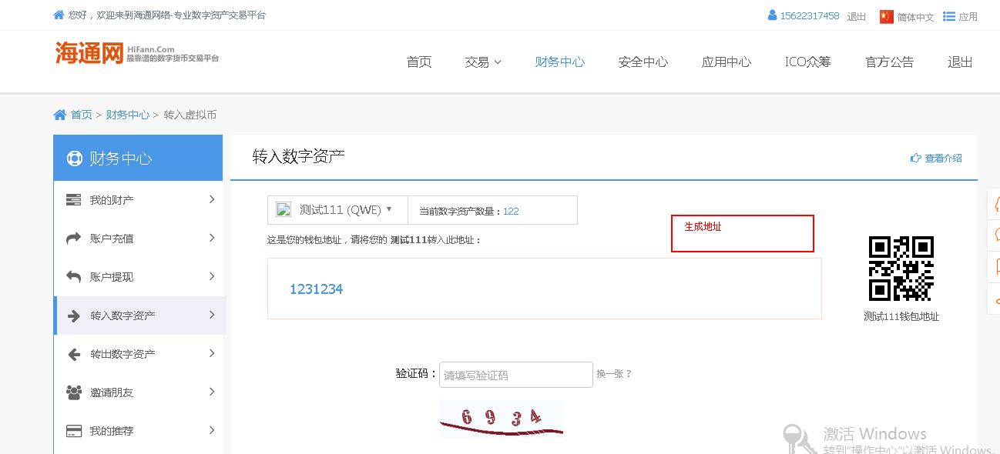 您好，欢迎来到海通网络-专业数字资产交易平台
15622317458 退出 简体中文 应用
海通网 HiFann.Com
最靠谱的数字货币交易平台
首页 交易 财务中心 安全中心 应用中心 ICO众筹 官方公告 退出
首页 > 财务中心 > 转入虚拟币
财务中心
我的财产
账户充值
账户提现
转入数字资产
转出数字资产
邀请朋友
我的推荐
转入数字资产
查看介绍
测试111 (QWE) ▼ 当前数字资产数量：122
这是您的钱包地址，请将您的 测试111转入此地址：
生成地址
1231234
测试111钱包地址
验证码： 请填写验证码 换一张？
6934
激活 Windows
转到"操作中心"以激活 Windows。